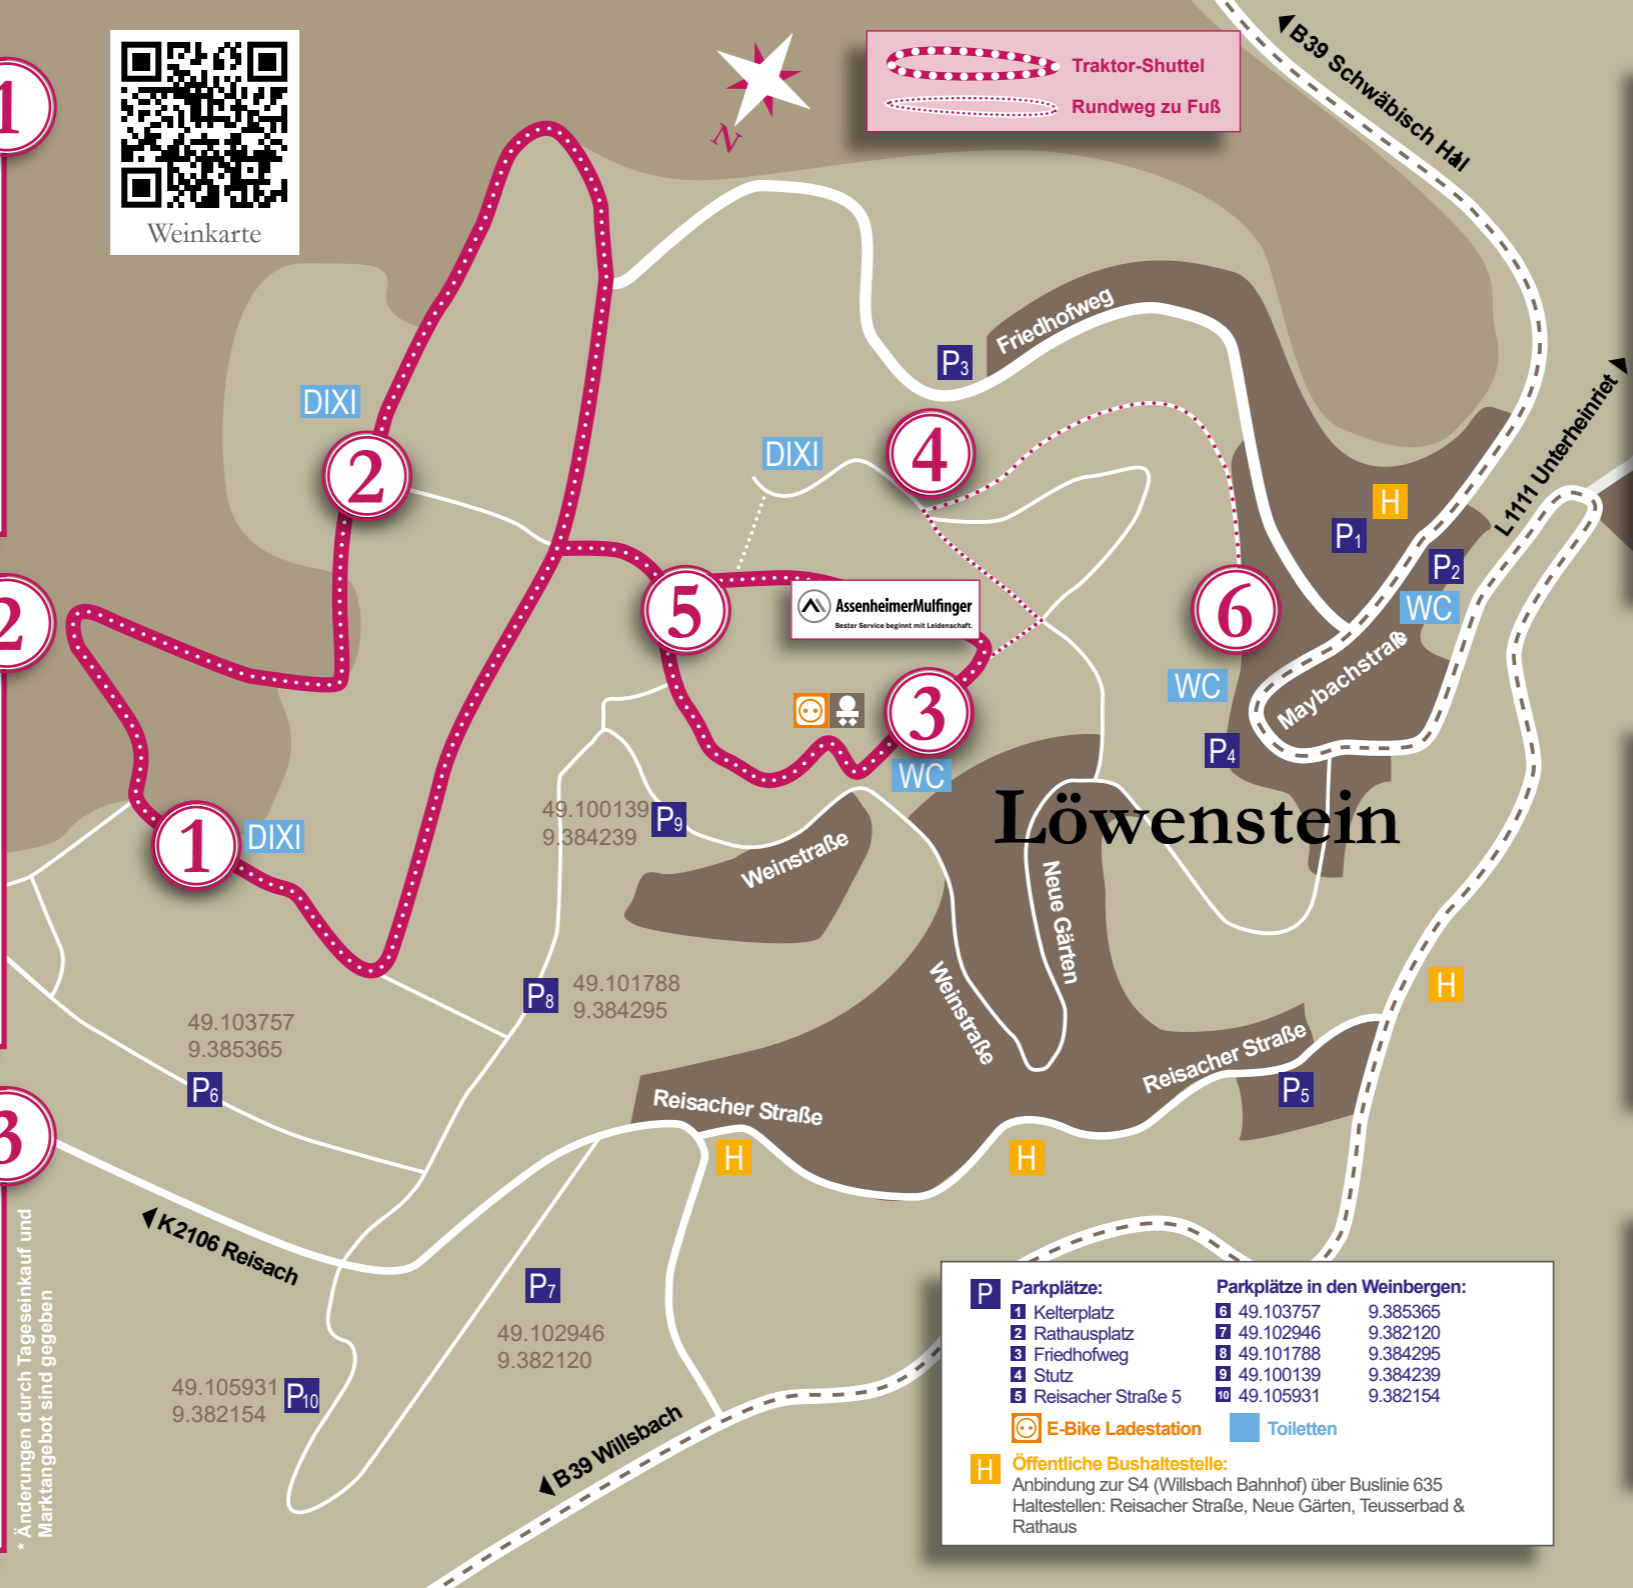 Weinkarte
N
Traktor-Shuttel
Rundweg zu Fuß
B39 Schwäbisch Hall
L1111 Unterheinriet
1
2
3
* Änderungen durch Tageseinkauf und
Marktangebot sind gegeben
Friedhofweg
P3
DIXI
2
DIXI
4
H
P1
P2
WC
5
AssenheimerMulfinger
Bester Service beginnt mit Leidenschaft.
6
Maybachstraße
WC
P4
3
WC
Löwenstein
1
DIXI
49.100139
9.384239
P9
Weinstraße
Neue Gärten
Weinstraße
P8
49.101788
9.384295
H
49.103757
9.385365
P6
Reisacher Straße
Reisacher Straße
P5
H
H
K2106 Reisach
P7
49.102946
9.382120
49.105931
9.382154
P10
B39 Willsbach
P Parkplätze:
1 Kelterplatz
2 Rathausplatz
3 Friedhofweg
4 Stutz
5 Reisacher Straße 5
Parkplätze in den Weinbergen:
6 49.103757 9.385365
7 49.102946 9.382120
8 49.101788 9.384295
9 49.100139 9.384239
10 49.105931 9.382154
E-Bike Ladestation
Toiletten
H Öffentliche Bushaltestelle:
Anbindung zur S4 (Willsbach Bahnhof) über Buslinie 635
Haltestellen: Reisacher Straße, Neue Gärten, Teusserbad &
Rathaus